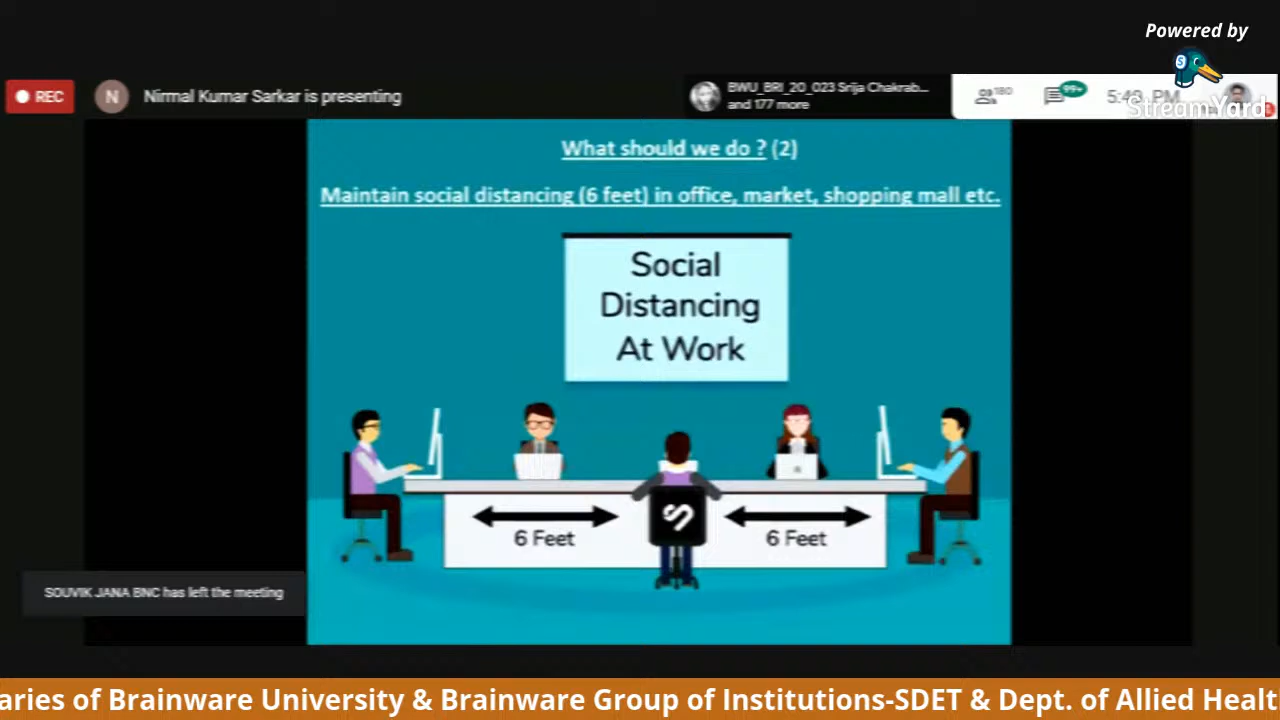 Powered by
StreamYard
REC
N
Nirmal Kumar Sarkar is presenting
BWU_BRI_20_023 Srija Chakrab...
and 177 more
180
99+
PM
What should we do ? (2)
Maintain social distancing (6 feet) in office, market, shopping mall etc.
Social
Distancing
At Work
6 Feet
6 Feet
SOUVIK JANA BNC has left the meeting
aries of Brainware University & Brainware Group of Institutions-SDET & Dept. of Allied Healt